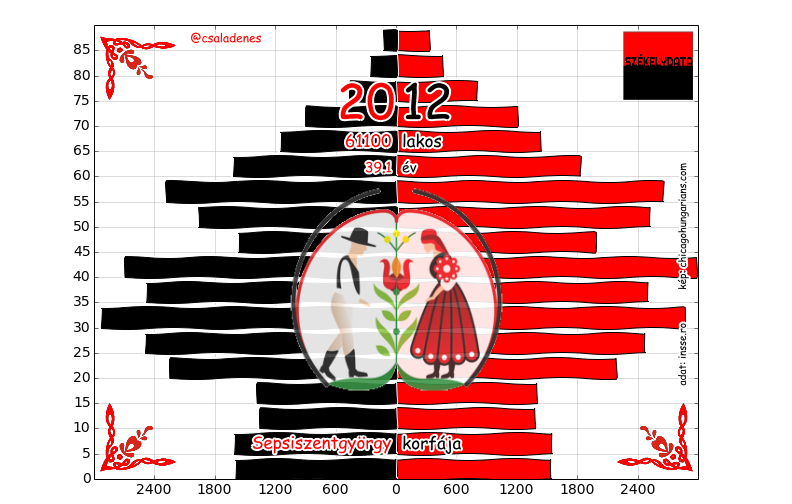 @csaladenes
SZÉKELYDATA
2012
61100 lakos
39.1 év
kép: chicagohungarians.com
adat: insse.ro
Sepsiszentgyörgy korfája
85
80
75
70
65
60
55
50
45
40
35
30
25
20
15
10
5
0
2400 1800 1200 600 0 600 1200 1800 2400